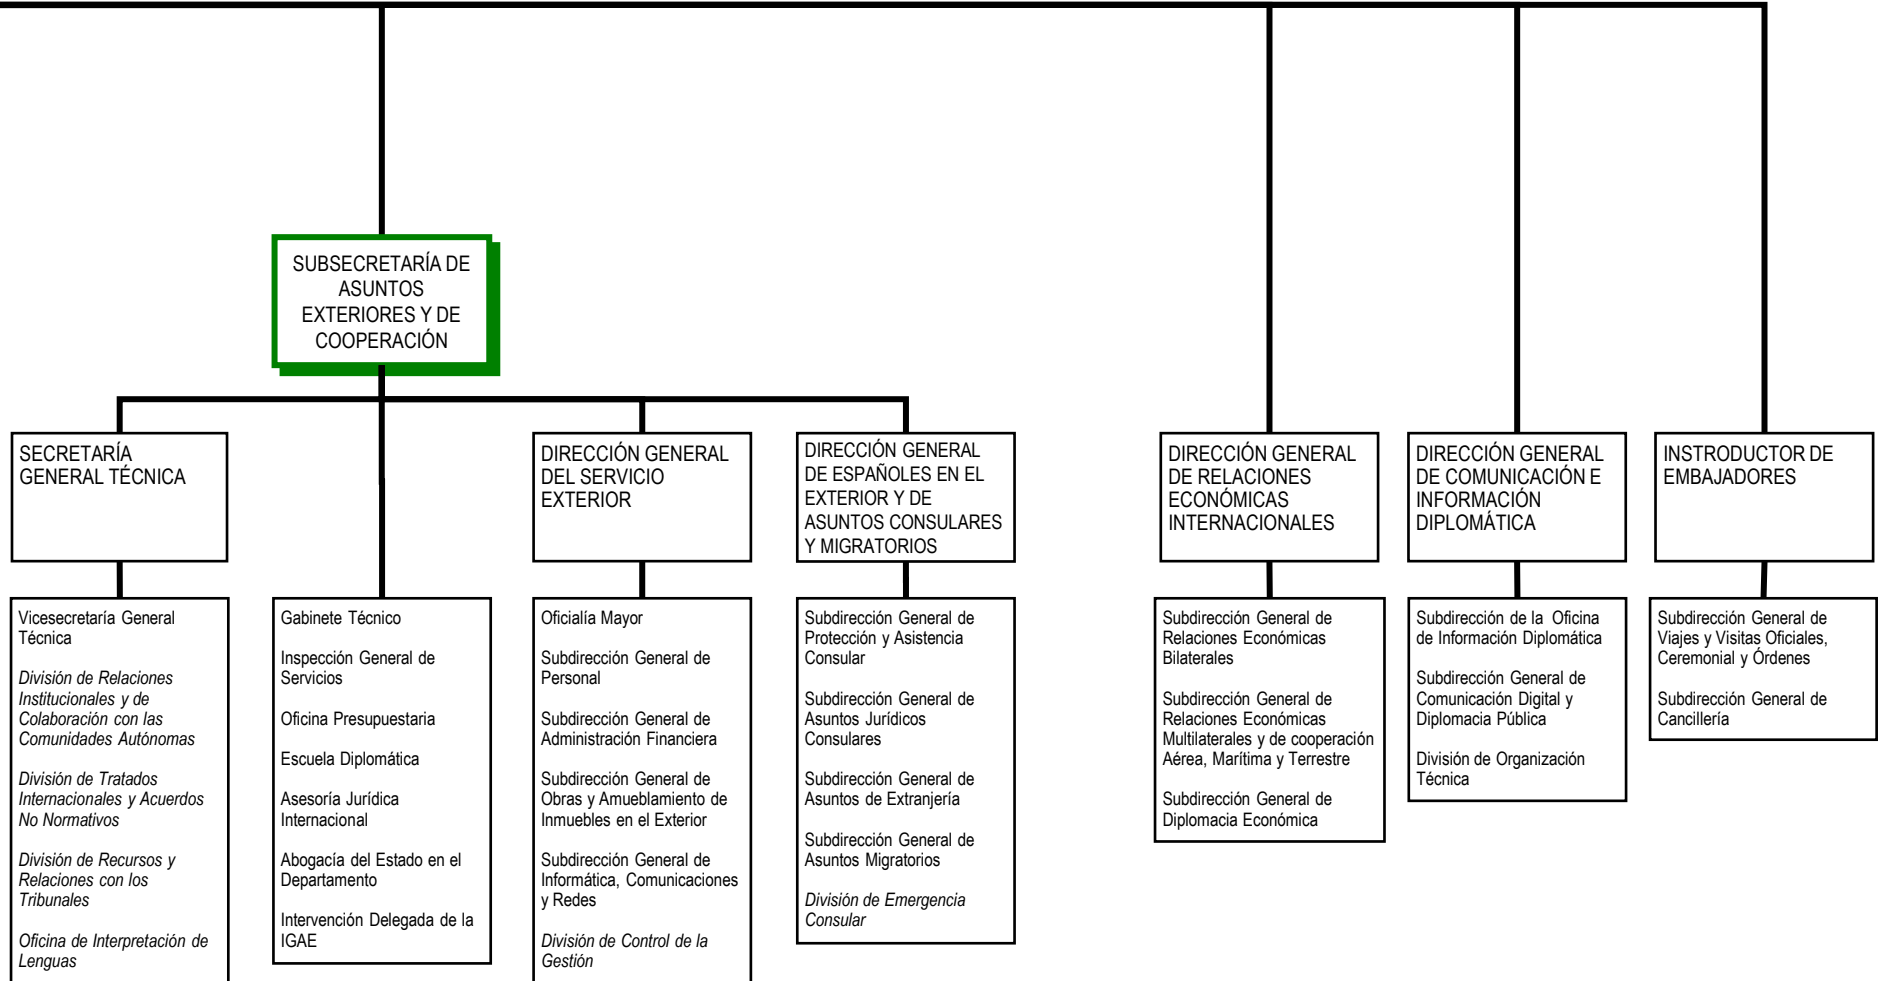 SUBSECRETARÍA DE
ASUNTOS
EXTERIORES Y DE
COOPERACIÓN
SECRETARÍA
GENERAL TÉCNICA
DIRECCIÓN GENERAL
DEL SERVICIO
EXTERIOR
DIRECCIÓN GENERAL
DE ESPAÑOLES EN EL
EXTERIOR Y DE
ASUNTOS CONSULARES
Y MIGRATORIOS
DIRECCIÓN GENERAL
DE RELACIONES
ECONÓMICAS
INTERNACIONALES
DIRECCIÓN GENERAL
DE COMUNICACIÓN E
INFORMACIÓN
DIPLOMÁTICA
INSTRODUCTOR DE
EMBAJADORES
Vicesecretaría General
Técnica
División de Relaciones
Institucionales y de
Colaboración con las
Comunidades Autónomas
División de Tratados
Internacionales y Acuerdos
No Normativos
División de Recursos y
Relaciones con los
Tribunales
Oficina de Interpretación de
Lenguas
Gabinete Técnico
Inspección General de
Servicios
Oficina Presupuestaria
Escuela Diplomática
Asesoría Jurídica
Internacional
Abogacía del Estado en el
Departamento
Intervención Delegada de la
IGAE
Oficialía Mayor
Subdirección General de
Personal
Subdirección General de
Administración Financiera
Subdirección General de
Obras y Amueblamiento de
Inmuebles en el Exterior
Subdirección General de
Informática, Comunicaciones
y Redes
División de Control de la
Gestión
Subdirección General de
Protección y Asistencia
Consular
Subdirección General de
Asuntos Jurídicos
Consulares
Subdirección General de
Asuntos de Extranjería
Subdirección General de
Asuntos Migratorios
División de Emergencia
Consular
Subdirección General de
Relaciones Económicas
Bilaterales
Subdirección General de
Relaciones Económicas
Multilaterales y de cooperación
Aérea, Marítima y Terrestre
Subdirección General de
Diplomacia Económica
Subdirección de la Oficina
de Información Diplomática
Subdirección General de
Comunicación Digital y
Diplomacia Pública
División de Organización
Técnica
Subdirección General de
Viajes y Visitas Oficiales,
Ceremonial y Órdenes
Subdirección General de
Cancillería